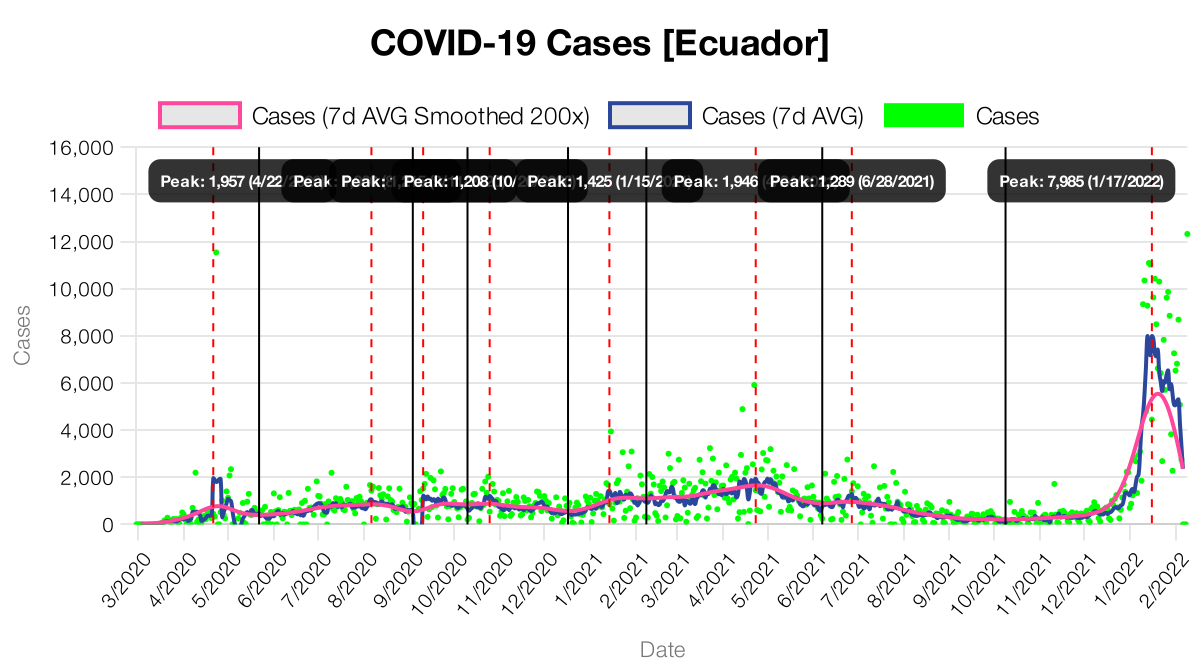 COVID-19 Cases [Ecuador]
Cases (7d AVG Smoothed 200x)
Cases (7d AVG)
Cases
16,000
Peak: 1,957 (4/22/
Peak:
Peak:
Peak: 1,208 (10/
Peak: 1,425 (1/15/
Peak: 1,946
Peak: 1,289 (6/28/2021)
Peak: 7,985 (1/17/2022)
14,000
12,000
10,000
8,000
6,000
4,000
2,000
0
Cases
3/2020
4/2020
5/2020
6/2020
7/2020
8/2020
9/2020
10/2020
11/2020
12/2020
1/2021
2/2021
3/2021
4/2021
5/2021
6/2021
7/2021
8/2021
9/2021
10/2021
11/2021
12/2021
1/2022
2/2022
Date